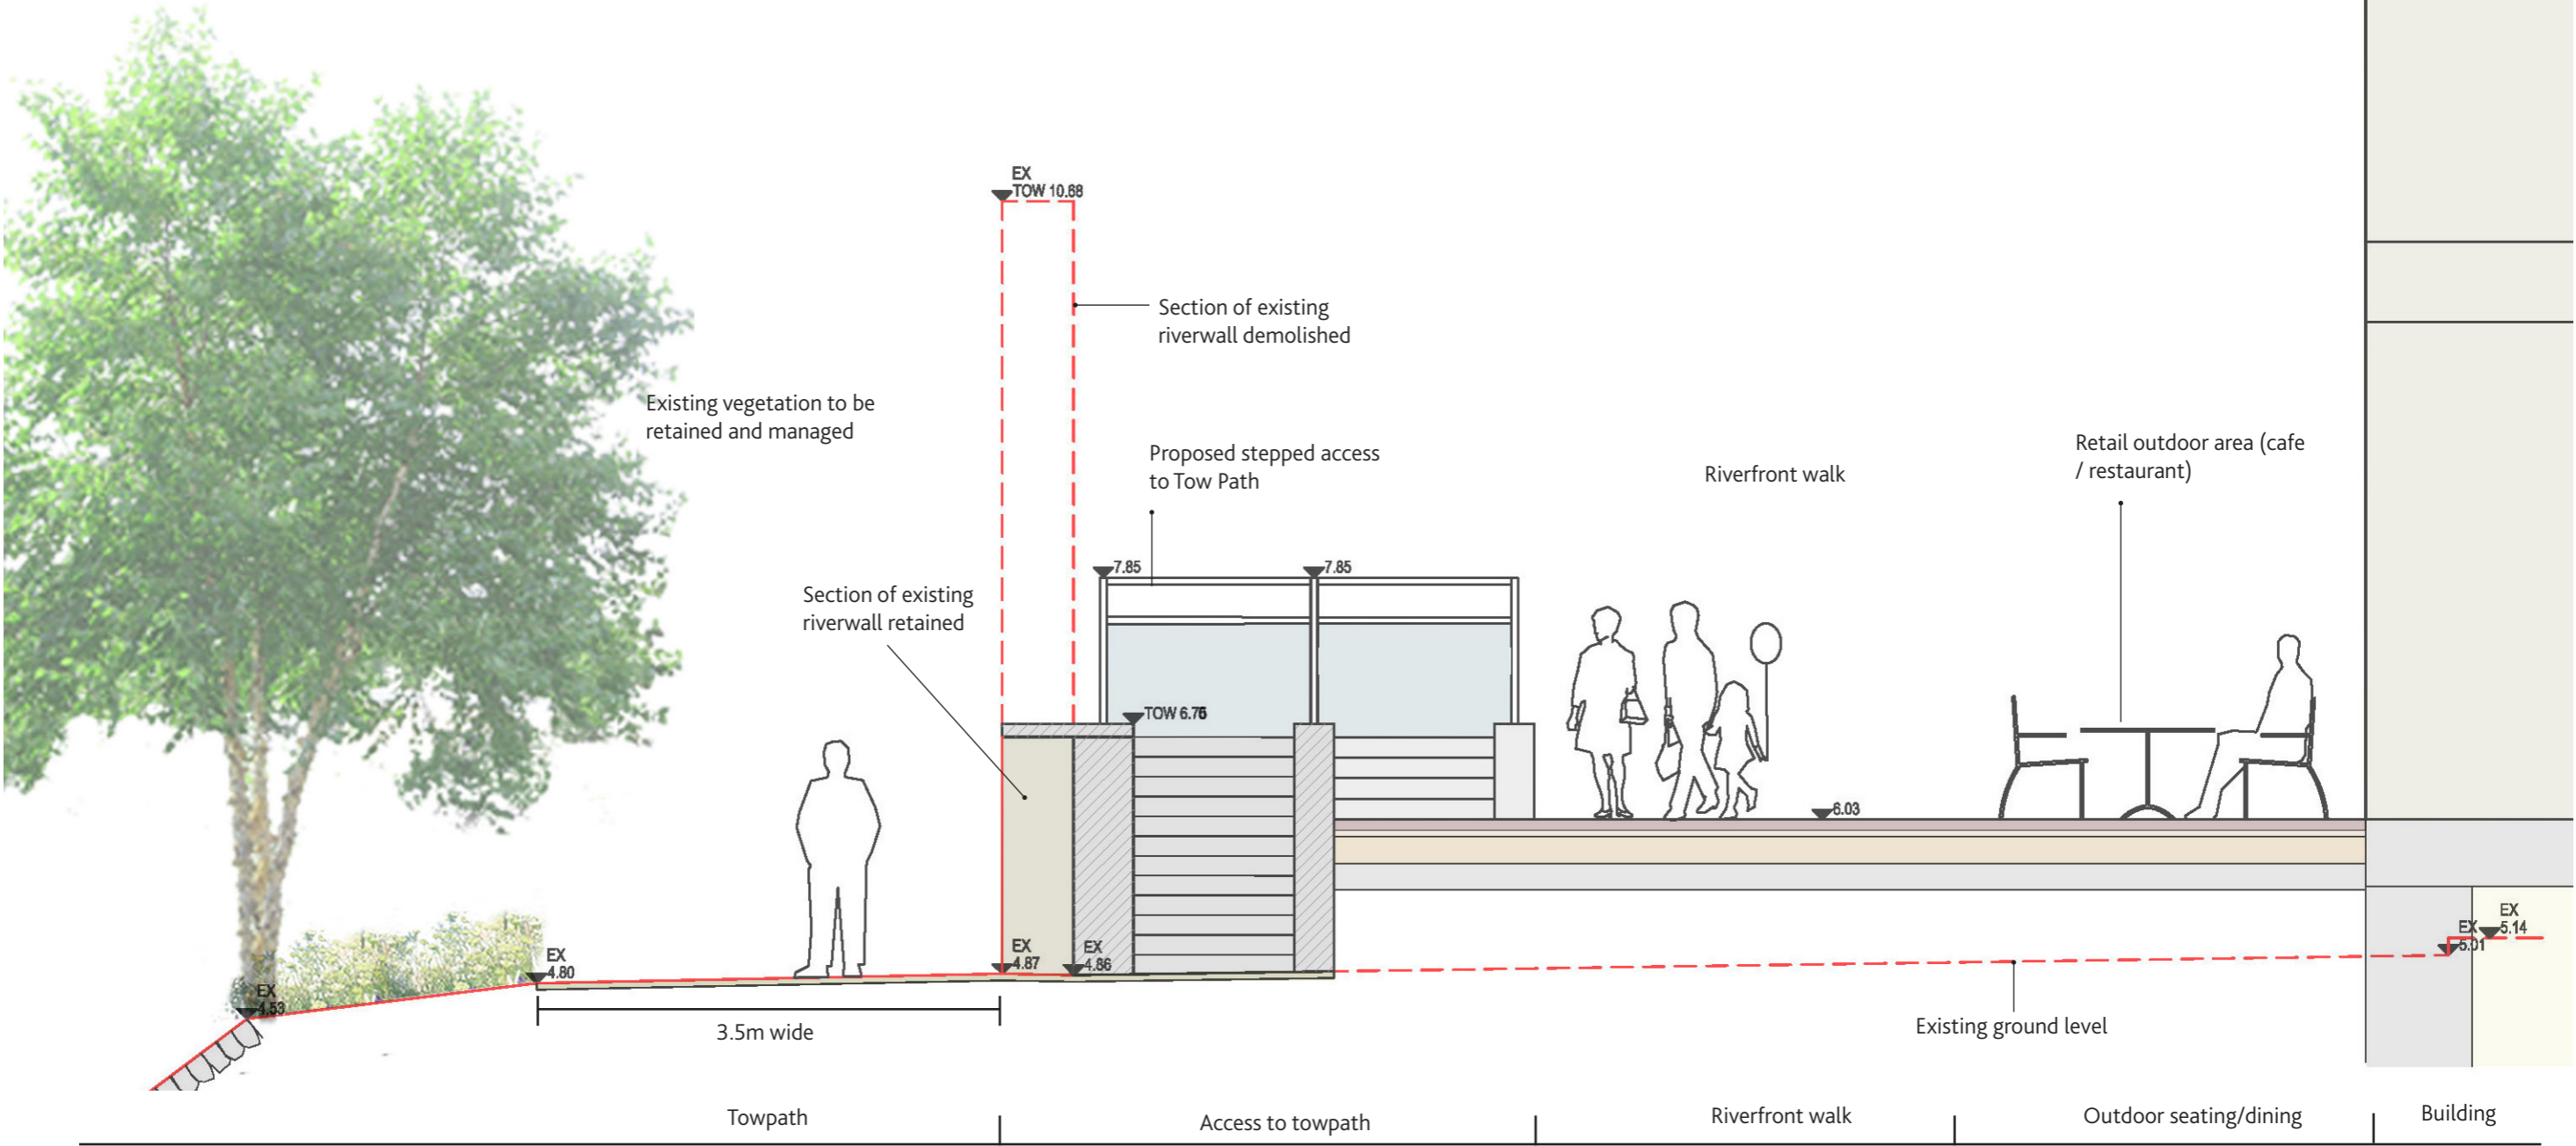 EX
TOW 10.68
Section of existing
riverwall demolished
Existing vegetation to be
retained and managed
Proposed stepped access
to Tow Path
Riverfront walk
Retail outdoor area (cafe
/ restaurant)
7.85
7.85
Section of existing
riverwall retained
TOW 6.75
6.03
EX
5.14
EX
5.01
EX
4.87
EX
4.86
EX
4.80
EX
4.53
3.5m wide
Existing ground level
Towpath
Access to towpath
Riverfront walk
Outdoor seating/dining
Building